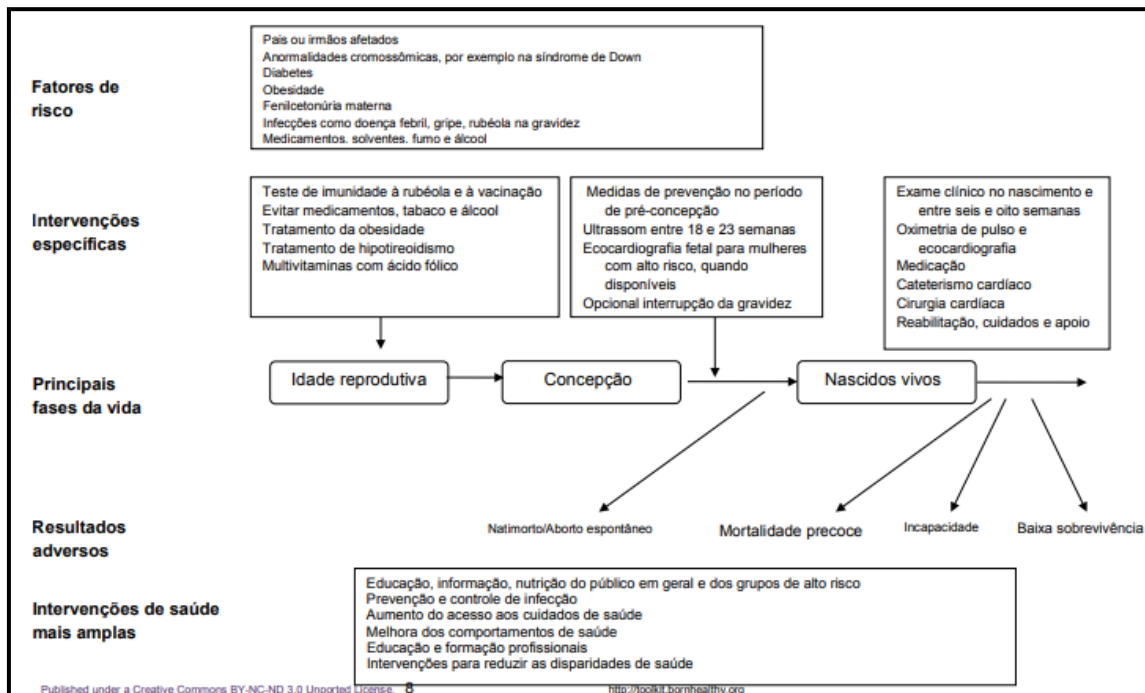 Fatores de
risco
Pais ou irmãos afetados
Anormalidades cromossômicas, por exemplo na síndrome de Down
Diabetes
Obesidade
Fenilcetonúria materna
Infecções como doença febril, gripe, rubéola na gravidez
Medicamentos. solventes. fumo e álcool
Intervenções
específicas
Teste de imunidade à rubéola e à vacinação
Evitar medicamentos, tabaco e álcool
Tratamento da obesidade
Tratamento de hipotireoidismo
Multivitaminas com ácido fólico
Medidas de prevenção no período
de pré-concepção
Ultrassom entre 18 e 23 semanas
Ecocardiografia fetal para mulheres
com alto risco, quando
disponíveis
Opcional interrupção da gravidez
Exame clínico no nascimento e
entre seis e oito semanas
Oximetria de pulso e
ecocardiografia
Medicação
Cateterismo cardíaco
Cirurgia cardíaca
Reabilitação, cuidados e apoio
Principais
fases da vida
Idade reprodutiva
Concepção
Nascidos vivos
Resultados
adversos
Natimorto/Aborto espontâneo
Mortalidade precoce
Incapacidade
Baixa sobrevivência
Intervenções de saúde
mais amplas
Educação, informação, nutrição do público em geral e dos grupos de alto risco
Prevenção e controle de infecção
Aumento do acesso aos cuidados de saúde
Melhora dos comportamentos de saúde
Educação e formação profissionais
Intervenções para reduzir as disparidades de saúde
Published under a Creative Commons BY-NC-ND 3.0 Unported License. 8 http://toolkit.bornhealthy.org